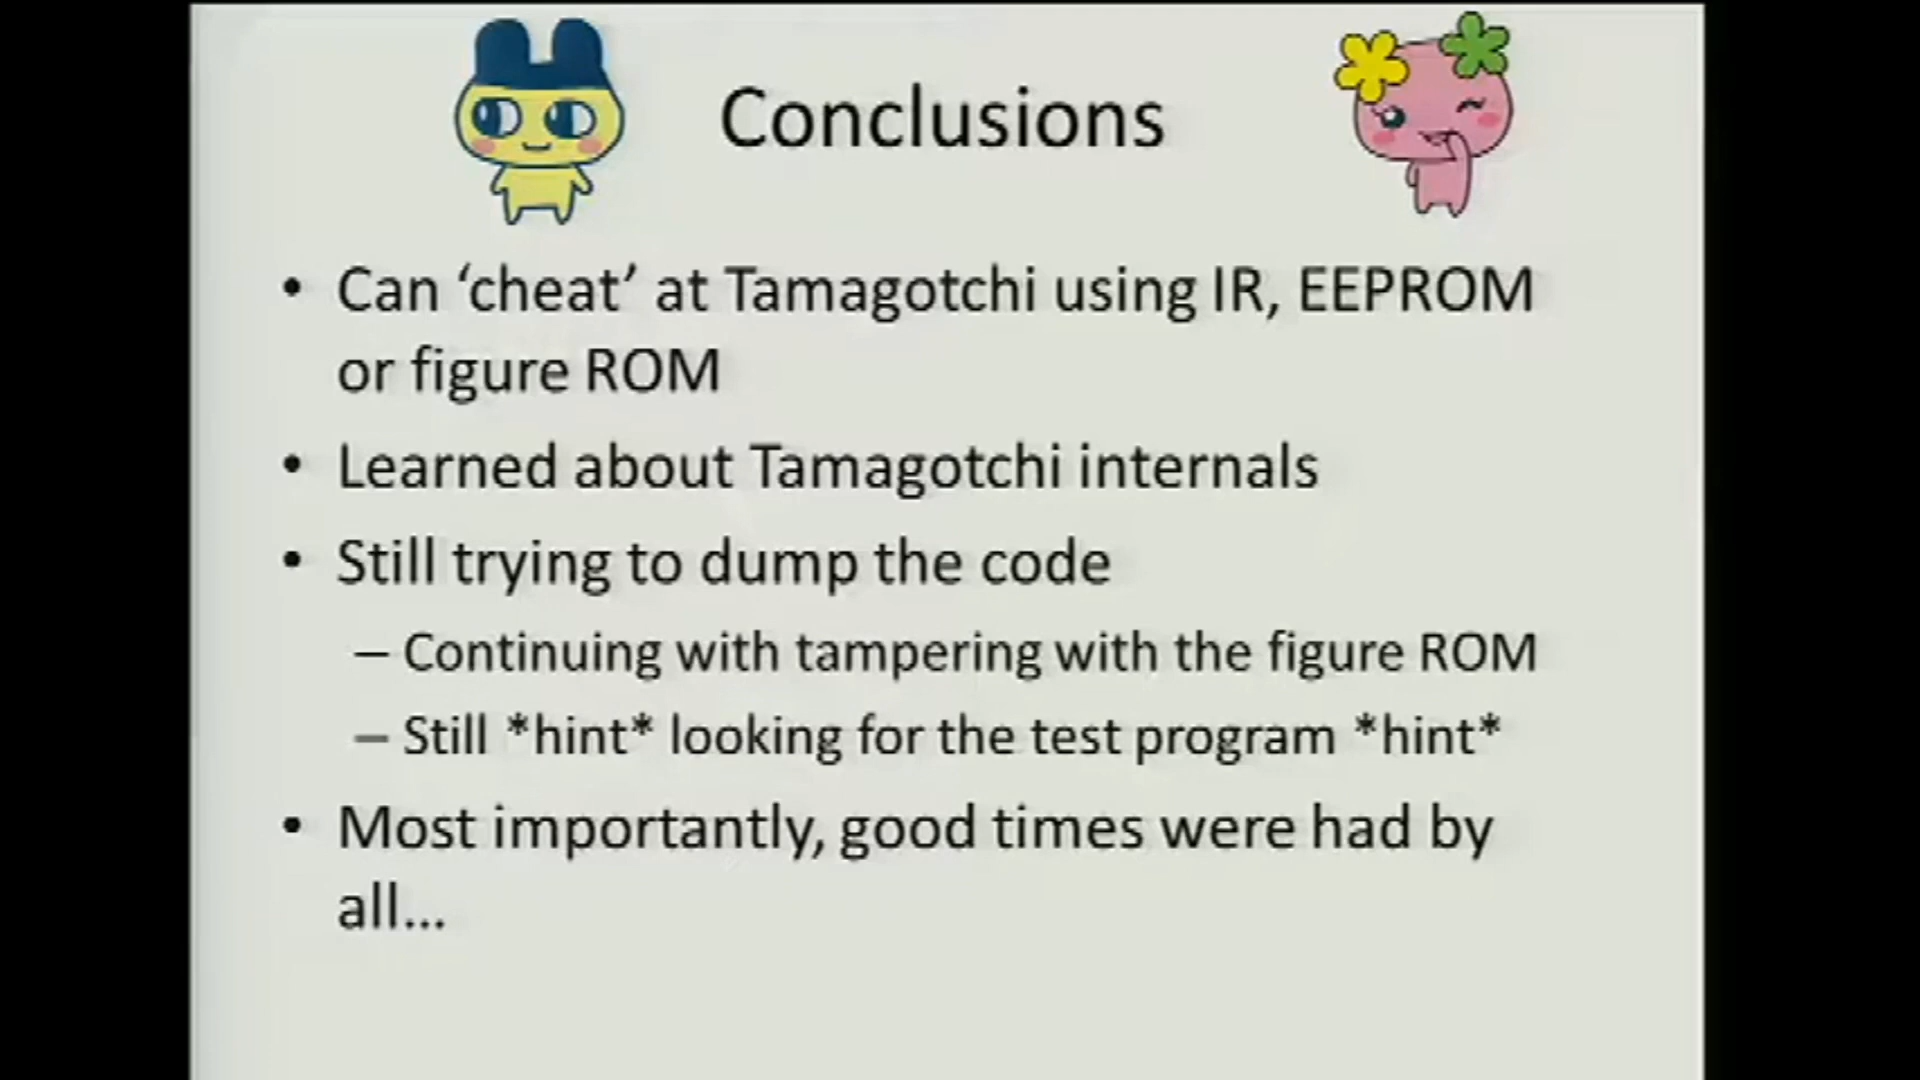 Conclusions
• Can ‘cheat’ at Tamagotchi using IR, EEPROM
or figure ROM
• Learned about Tamagotchi internals
• Still trying to dump the code
– Continuing with tampering with the figure ROM
– Still *hint* looking for the test program *hint*
• Most importantly, good times were had by
all...